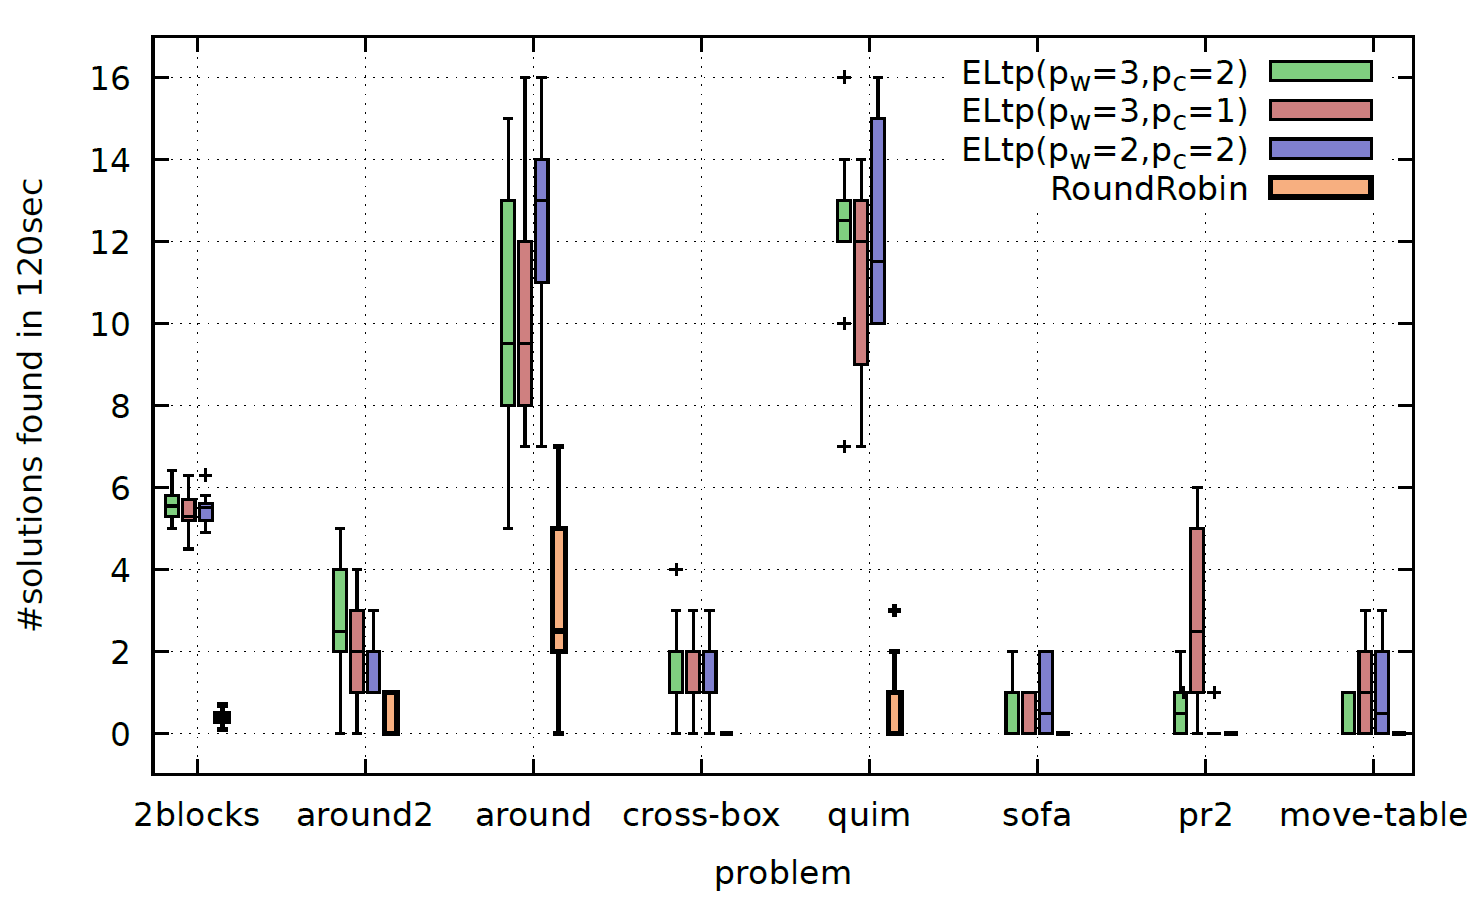 #solutions found in 120sec
16
14
12
10
8
6
4
2
0
ELtp(pw=3,pc=2)
ELtp(pw=3,pc=1)
ELtp(pw=2,pc=2)
RoundRobin
2blocks around2 around cross-box quim sofa pr2 move-table
problem